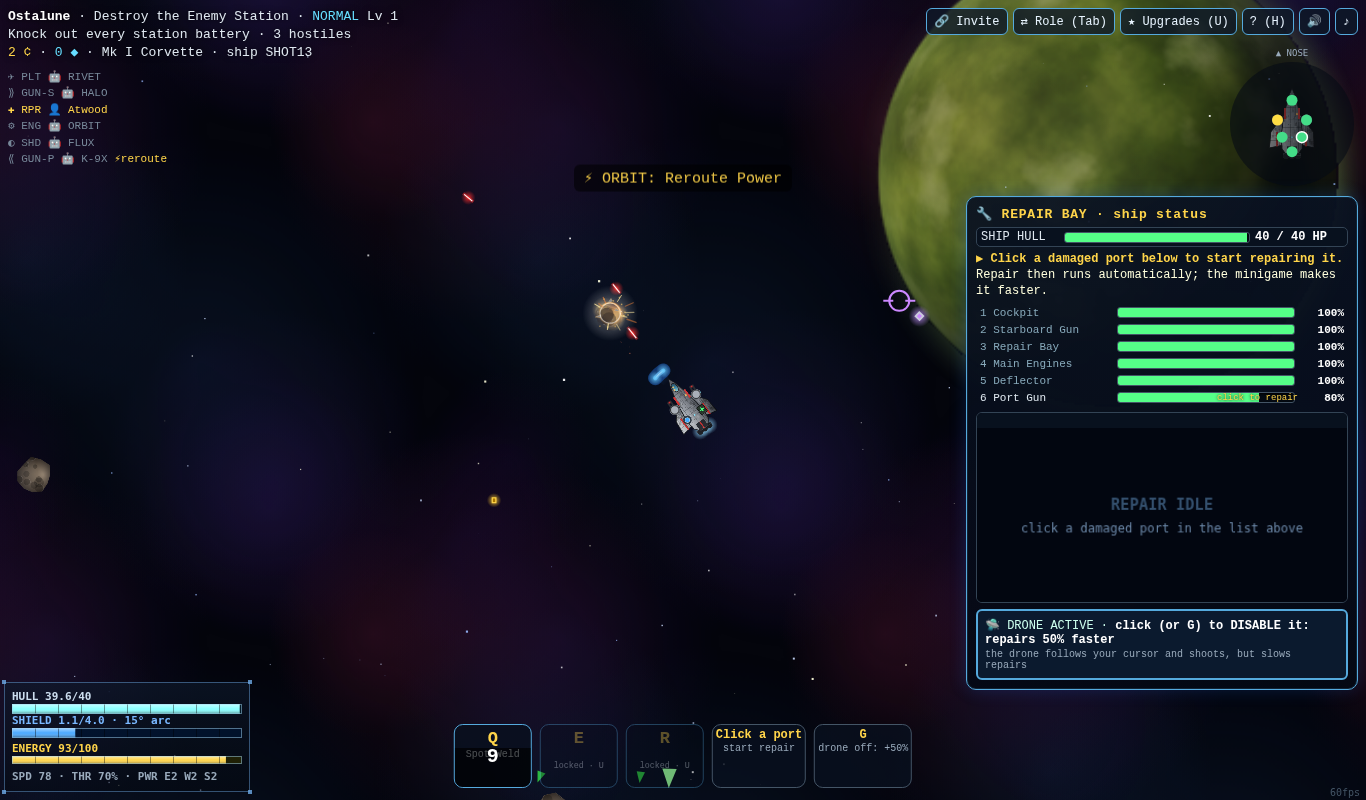 Ostalune · Destroy the Enemy Station · NORMAL Lv 1
Knock out every station battery · 3 hostiles
2 ¢ · 0 ◆ · Mk I Corvette · ship SHOT13
PLT RIVET
GUN-S HALO
RPR Atwood
ENG ORBIT
SHD FLUX
GUN-P K-9X ⚡reroute
🔗 Invite
⇄ Role (Tab)
★ Upgrades (U)
? (H)
▲ NOSE
⚡ ORBIT: Reroute Power
🔧 REPAIR BAY · ship status
SHIP HULL 40 / 40 HP
▶ Click a damaged port below to start repairing it.
Repair then runs automatically; the minigame makes
it faster.
1 Cockpit 100%
2 Starboard Gun 100%
3 Repair Bay 100%
4 Main Engines 100%
5 Deflector 100%
6 Port Gun click to repair 80%
REPAIR IDLE
click a damaged port in the list above
🛸 DRONE ACTIVE · click (or G) to DISABLE it:
repairs 50% faster
the drone follows your cursor and shoots, but slows
repairs
HULL 39.6/40
SHIELD 1.1/4.0 · 15° arc
ENERGY 93/100
SPD 78 · THR 70% · PWR E2 W2 S2
Q
Spot Weld
9
E
locked · U
R
locked · U
Click a port
start repair
G
drone off: +50%
60fps